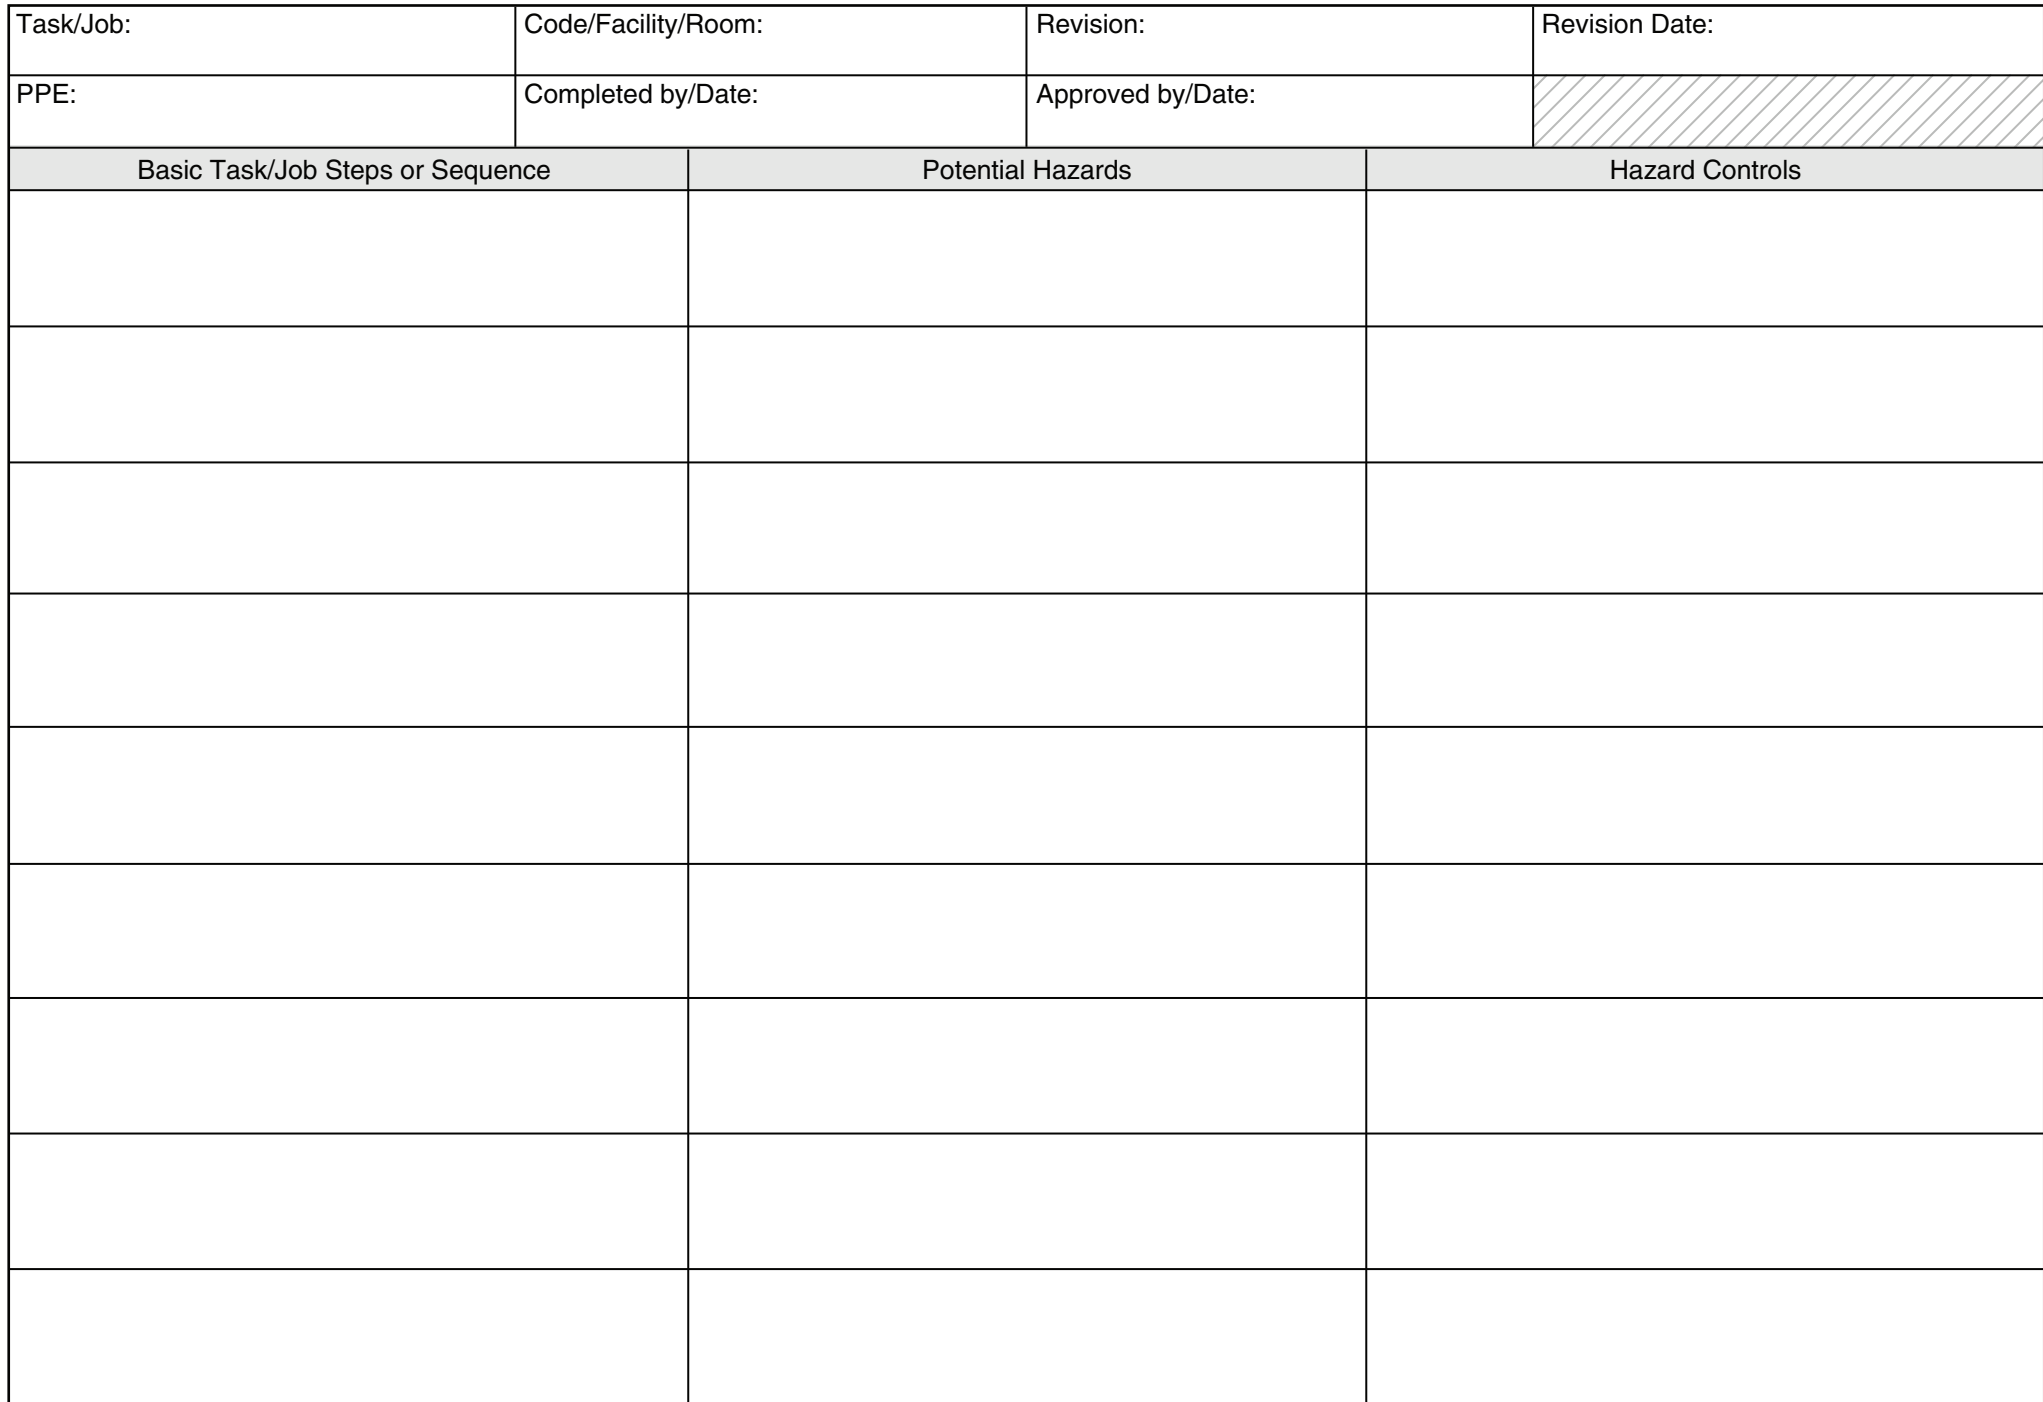 Task/Job: Code/Facility/Room: Revision: Revision Date:
PPE: Completed by/Date: Approved by/Date:
Basic Task/Job Steps or Sequence Potential Hazards Hazard Controls